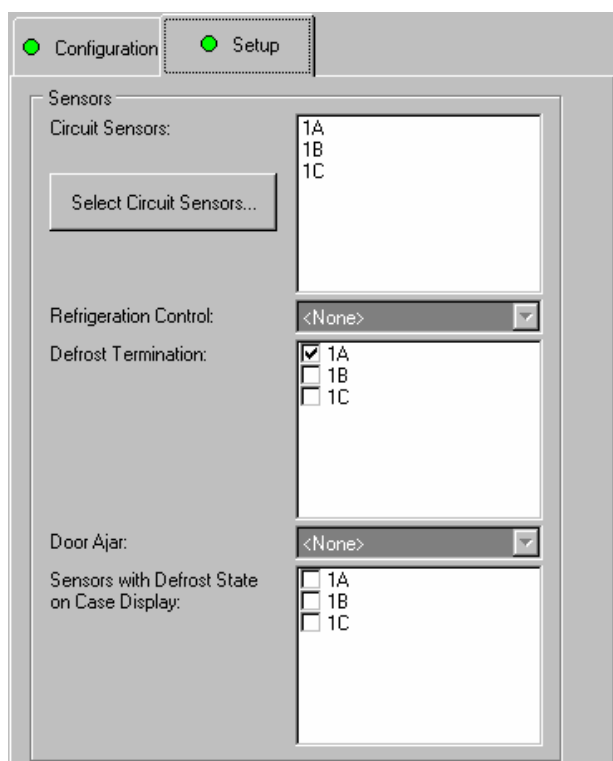 Configuration
Setup
Sensors
Circuit Sensors:
1A
1B
1C
Select Circuit Sensors...
Refrigeration Control:
<None>
Defrost Termination:
1A
1B
1C
Door Ajar:
<None>
Sensors with Defrost State
on Case Display:
1A
1B
1C